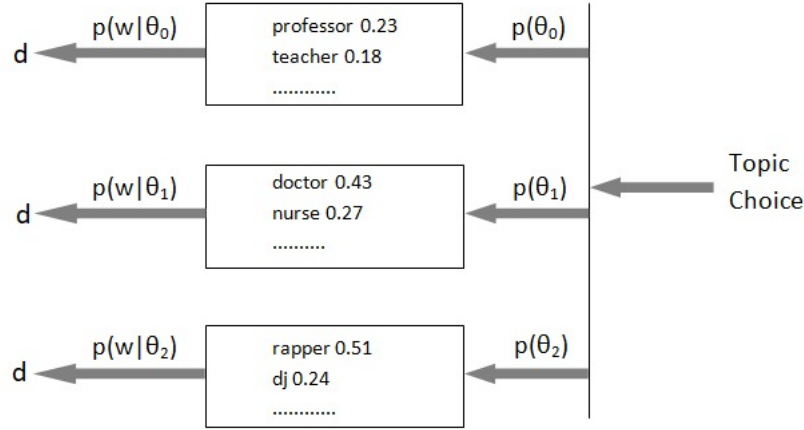 d
p(w|θ₀)
professor 0.23
teacher 0.18
............
p(θ₀)
Topic
Choice
d
p(w|θ₁)
doctor 0.43
nurse 0.27
..........
p(θ₁)
d
p(w|θ₂)
rapper 0.51
dj 0.24
............
p(θ₂)